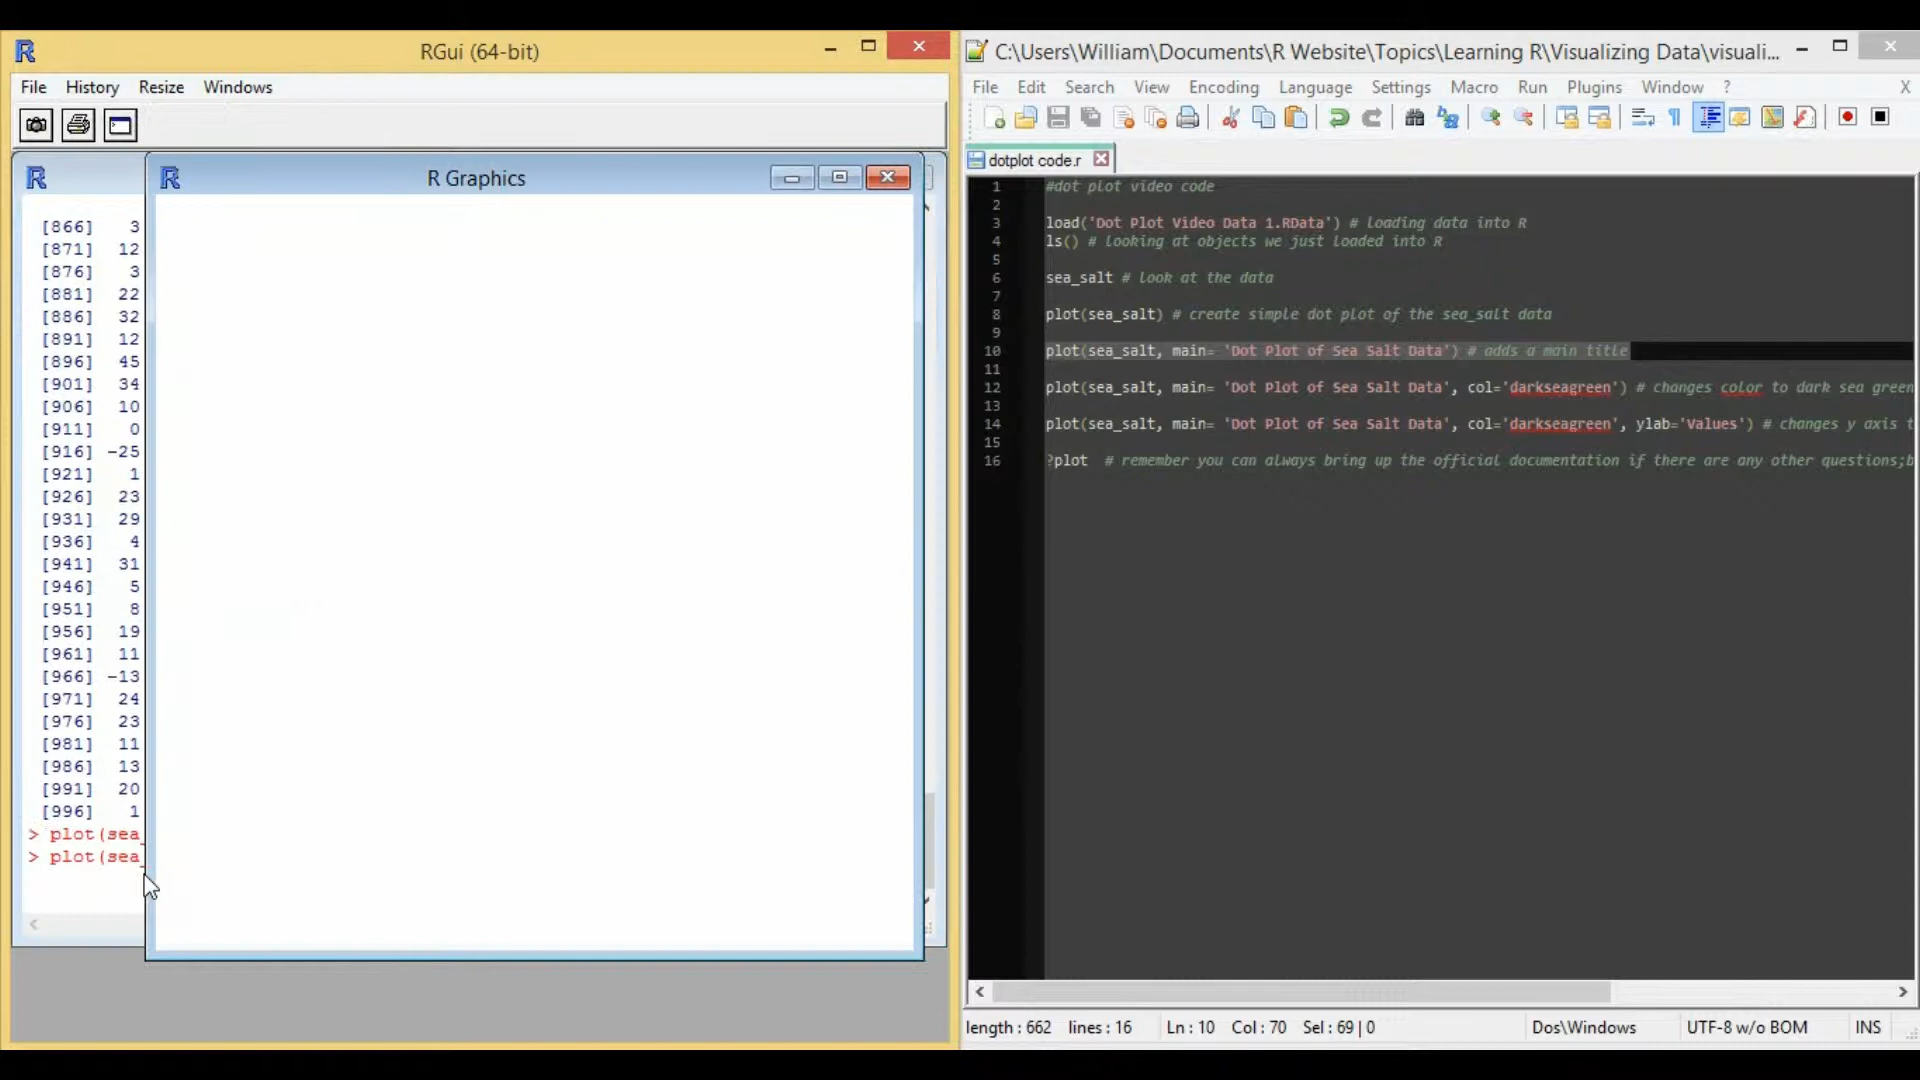 RGui (64-bit)
File History Resize Windows
R Graphics
[866] 3
[871] 12
[876] 3
[881] 22
[886] 32
[891] 12
[896] 45
[901] 34
[906] 10
[911] 0
[916] -25
[921] 1
[926] 23
[931] 29
[936] 4
[941] 31
[946] 5
[951] 8
[956] 19
[961] 11
[966] -13
[971] 24
[976] 23
[981] 11
[986] 13
[991] 20
[996] 1
> plot(sea_
> plot(sea_
C:\Users\William\Documents\R Website\Topics\Learning R\Visualizing Data\visuali...
File Edit Search View Encoding Language Settings Macro Run Plugins Window ? X
dotplot code.r
1 #dot plot video code
2
3 load('Dot Plot Video Data 1.RData') # loading data into R
4 ls() # looking at objects we just loaded into R
5
6 sea_salt # look at the data
7
8 plot(sea_salt) # create simple dot plot of the sea_salt data
9
10 plot(sea_salt, main= 'Dot Plot of Sea Salt Data') # adds a main title
11
12 plot(sea_salt, main= 'Dot Plot of Sea Salt Data', col='darkseagreen') # changes color to dark sea green
13
14 plot(sea_salt, main= 'Dot Plot of Sea Salt Data', col='darkseagreen', ylab='Values') # changes y axis t
15
16 ?plot # remember you can always bring up the official documentation if there are any other questions;b
length : 662 lines : 16 Ln : 10 Col : 70 Sel : 69 | 0 Dos\Windows UTF-8 w/o BOM INS